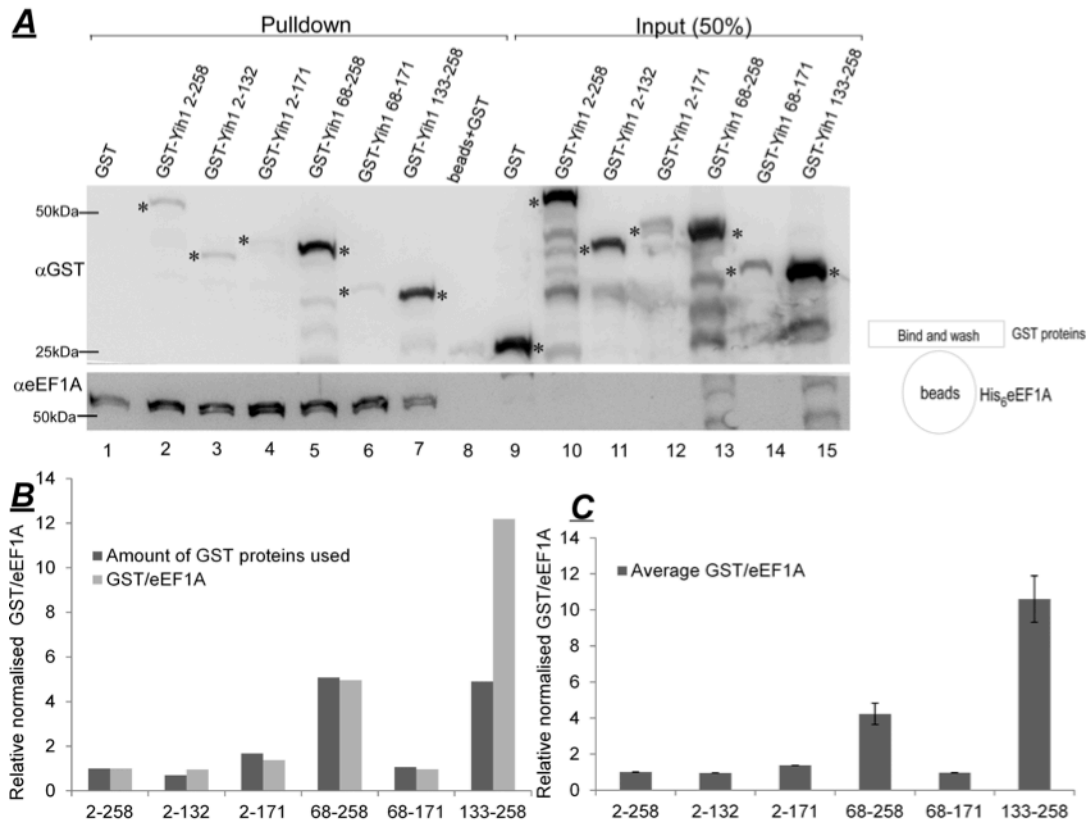 A
Pulldown
Input (50%)
GST
GST-Yih1 2-258
GST-Yih1 2-132
GST-Yih1 2-171
GST-Yih1 68-258
GST-Yih1 68-171
GST-Yih1 133-258
beads+GST
GST
GST-Yih1 2-258
GST-Yih1 2-132
GST-Yih1 2-171
GST-Yih1 68-258
GST-Yih1 68-171
GST-Yih1 133-258
50kDa
* * * * * * * * * * * * *
αGST
25kDa
αeEF1A
50kDa
1 2 3 4 5 6 7 8 9 10 11 12 13 14 15
Bind and wash
GST proteins
beads
His₆eEF1A
B
Relative normalised GST/eEF1A
14
12
10
8
6
4
2
0
Amount of GST proteins used
GST/eEF1A
2-258 2-132 2-171 68-258 68-171 133-258
C
Relative normalised GST/eEF1A
14
12
10
8
6
4
2
0
Average GST/eEF1A
2-258 2-132 2-171 68-258 68-171 133-258